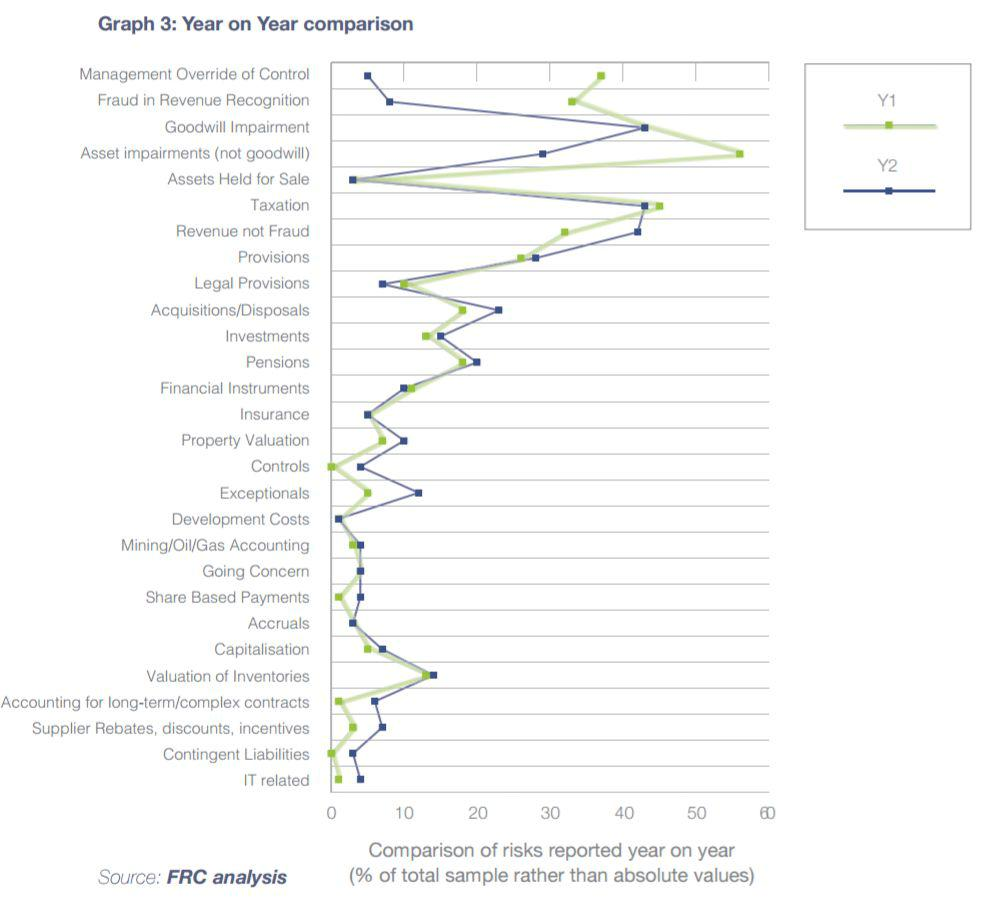 Graph 3: Year on Year comparison
Management Override of Control
Fraud in Revenue Recognition
Goodwill Impairment
Asset impairments (not goodwill)
Assets Held for Sale
Taxation
Revenue not Fraud
Provisions
Legal Provisions
Acquisitions/Disposals
Investments
Pensions
Financial Instruments
Insurance
Property Valuation
Controls
Exceptionals
Development Costs
Mining/Oil/Gas Accounting
Going Concern
Share Based Payments
Accruals
Capitalisation
Valuation of Inventories
Accounting for long-term/complex contracts
Supplier Rebates, discounts, incentives
Contingent Liabilities
IT related
0 10 20 30 40 50 60
Comparison of risks reported year on year
(% of total sample rather than absolute values)
Y1
Y2
Source: FRC analysis